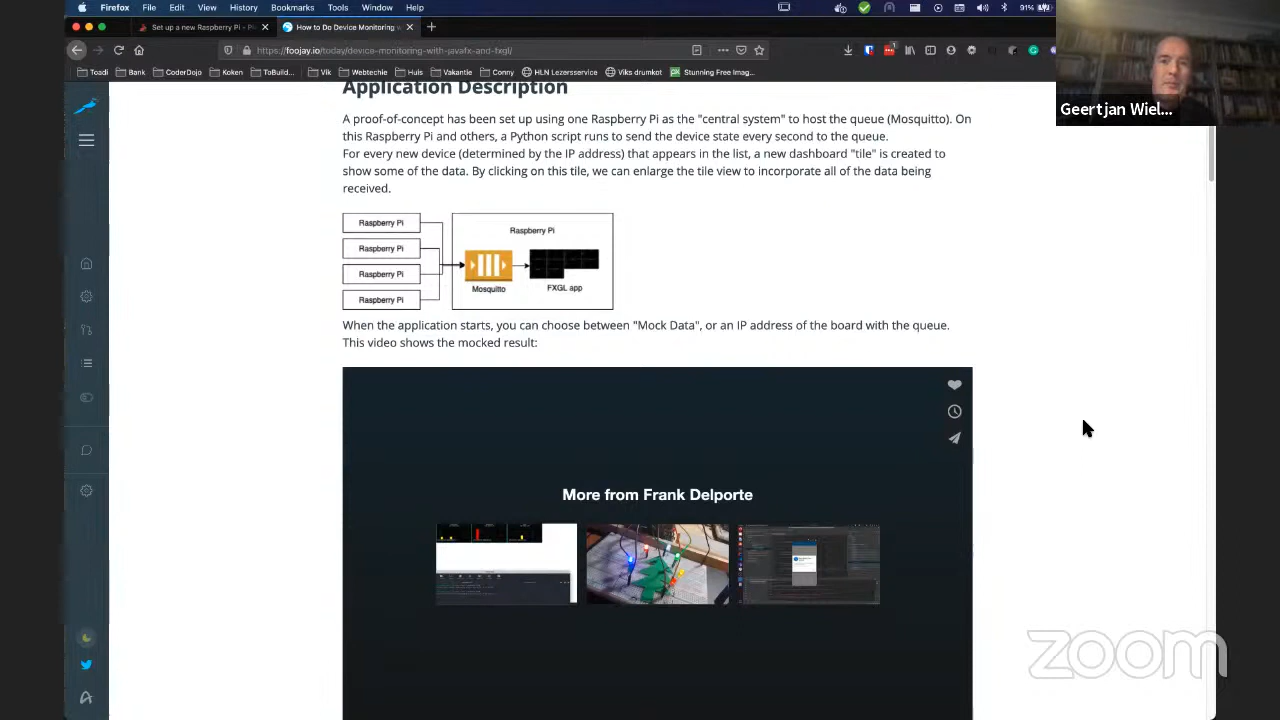 Firefox File Edit View History Bookmarks Tools Window Help 91%
Set up a new Raspberry Pi - Pi
How to Do Device Monitoring w
https://foojay.io/today/device-monitoring-with-javafx-and-fxgl/
Toadi Bank CoderDojo Koken ToBuild... Vik Webtechie Huis Vakantie Conny HLN Lezersservice Viks drumkot Stunning Free Imag...
Geertjan Wiel...
Application Description
A proof-of-concept has been set up using one Raspberry Pi as the "central system" to host the queue (Mosquitto). On
this Raspberry Pi and others, a Python script runs to send the device state every second to the queue.
For every new device (determined by the IP address) that appears in the list, a new dashboard "tile" is created to
show some of the data. By clicking on this tile, we can enlarge the tile view to incorporate all of the data being
received.
Raspberry Pi
Raspberry Pi
Raspberry Pi
Raspberry Pi
Raspberry Pi
Mosquitto
FXGL app
When the application starts, you can choose between "Mock Data", or an IP address of the board with the queue.
This video shows the mocked result:
More from Frank Delporte
zoom